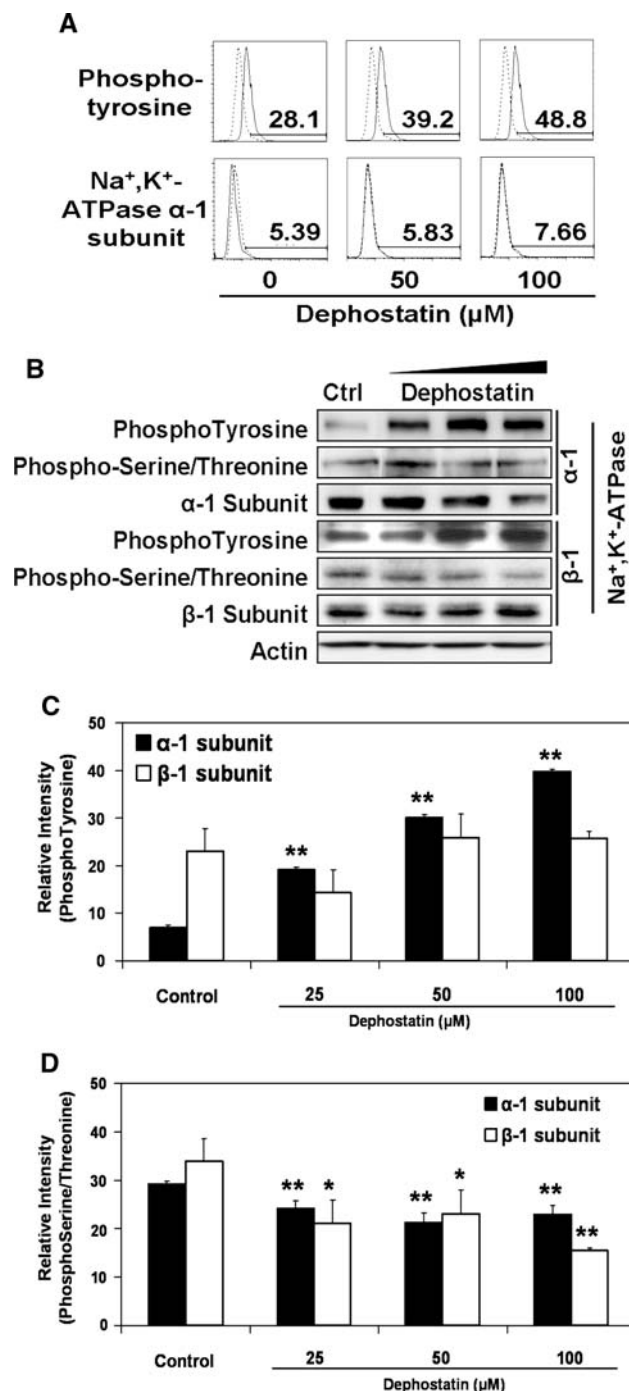 A
Phospho-
tyrosine
28.1 39.2 48.8
Na⁺,K⁺-
ATPase α-1
subunit
5.39 5.83 7.66
0 50 100
Dephostatin (μM)
B
Ctrl Dephostatin
PhosphoTyrosine
Phospho-Serine/Threonine
α-1 Subunit
α-1
PhosphoTyrosine
Phospho-Serine/Threonine
β-1 Subunit
β-1
Na⁺,K⁺-ATPase
Actin
C
Relative Intensity
(PhosphoTyrosine)
50
40
30
20
10
0
α-1 subunit
β-1 subunit
** ** **
Control 25 50 100
Dephostatin (μM)
D
Relative Intensity
(PhosphoSerine/Threonine)
50
40
30
20
10
0
α-1 subunit
β-1 subunit
** * ** * ** **
Control 25 50 100
Dephostatin (μM)